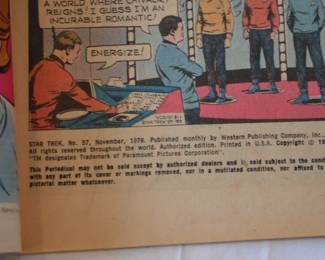 A WORLD WHERE CHIVALRY
REIGNS! I GUESS I'M AN
INCURABLE ROMANTIC!
ENERGIZE!
STAR TREK, No. 57, November, 1978. Published monthly by Western Publishing Company, Inc.,
All rights reserved throughout the world. Authorized edition. Printed in U.S.A. Copyright © 19
"TM designates Trademark of Paramount Pictures Corporation".
This Periodical may not be sold except by authorized dealers and is sold subject to the cond
with any part of its cover or markings removed, nor in a mutilated condition, nor affixed
pictorial matter whatsoever.